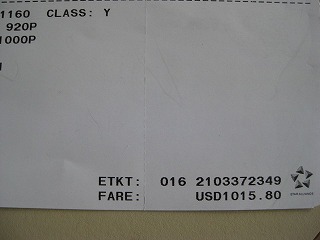 1160 CLASS: Y
920P
1000P
ETKT: 016 2103372349
FARE: USD1015.80